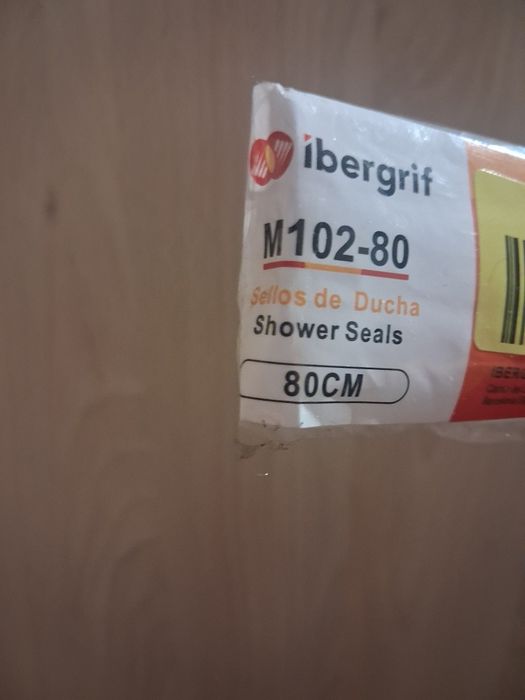 ibergrif
M102-80
Sellos de Ducha
Shower Seals
80CM